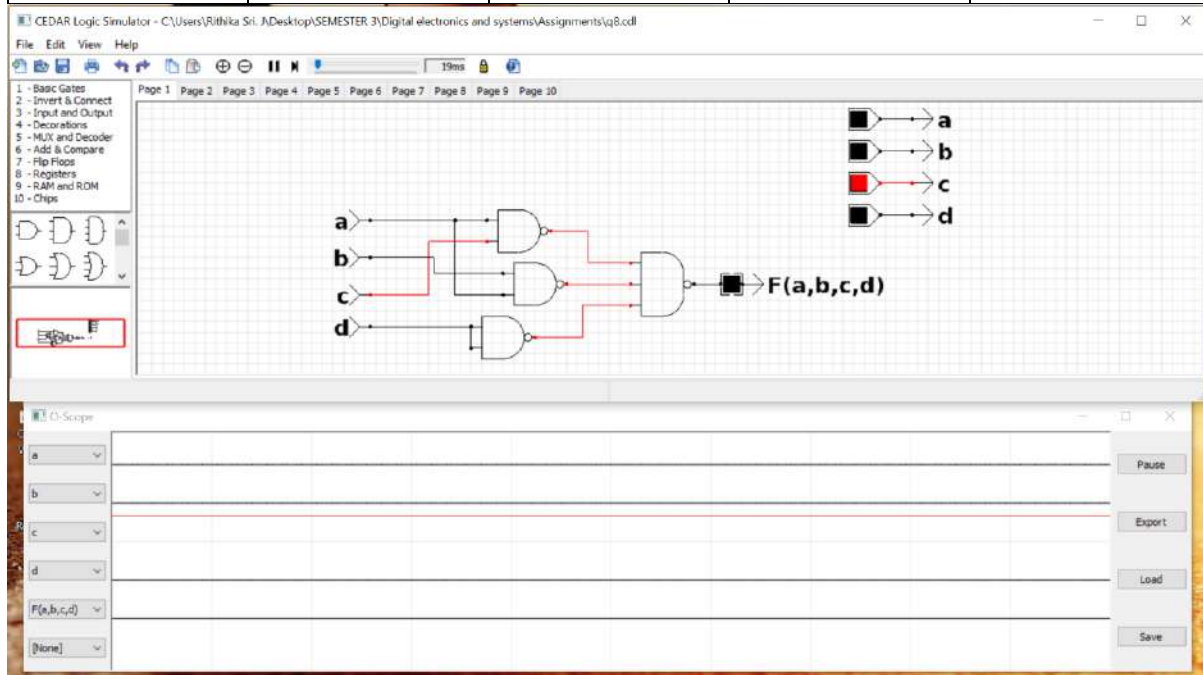 CEDAR Logic Simulator - C:\Users\Rithika Sri. J\Desktop\SEMESTER 3\Digital electronics and systems\Assignments\q8.cdl
File Edit View Help
19ms
1 - Basic Gates
2 - Invert & Connect
3 - Input and Output
4 - Decorations
5 - MUX and Decoder
6 - Add & Compare
7 - Flip Flops
8 - Registers
9 - RAM and ROM
10 - Chips
Page 1 Page 2 Page 3 Page 4 Page 5 Page 6 Page 7 Page 8 Page 9 Page 10
a
b
c
d
a
b
c
d
F(a,b,c,d)
O-Scope
a
b
c
d
F(a,b,c,d)
[None]
Pause
Export
Load
Save